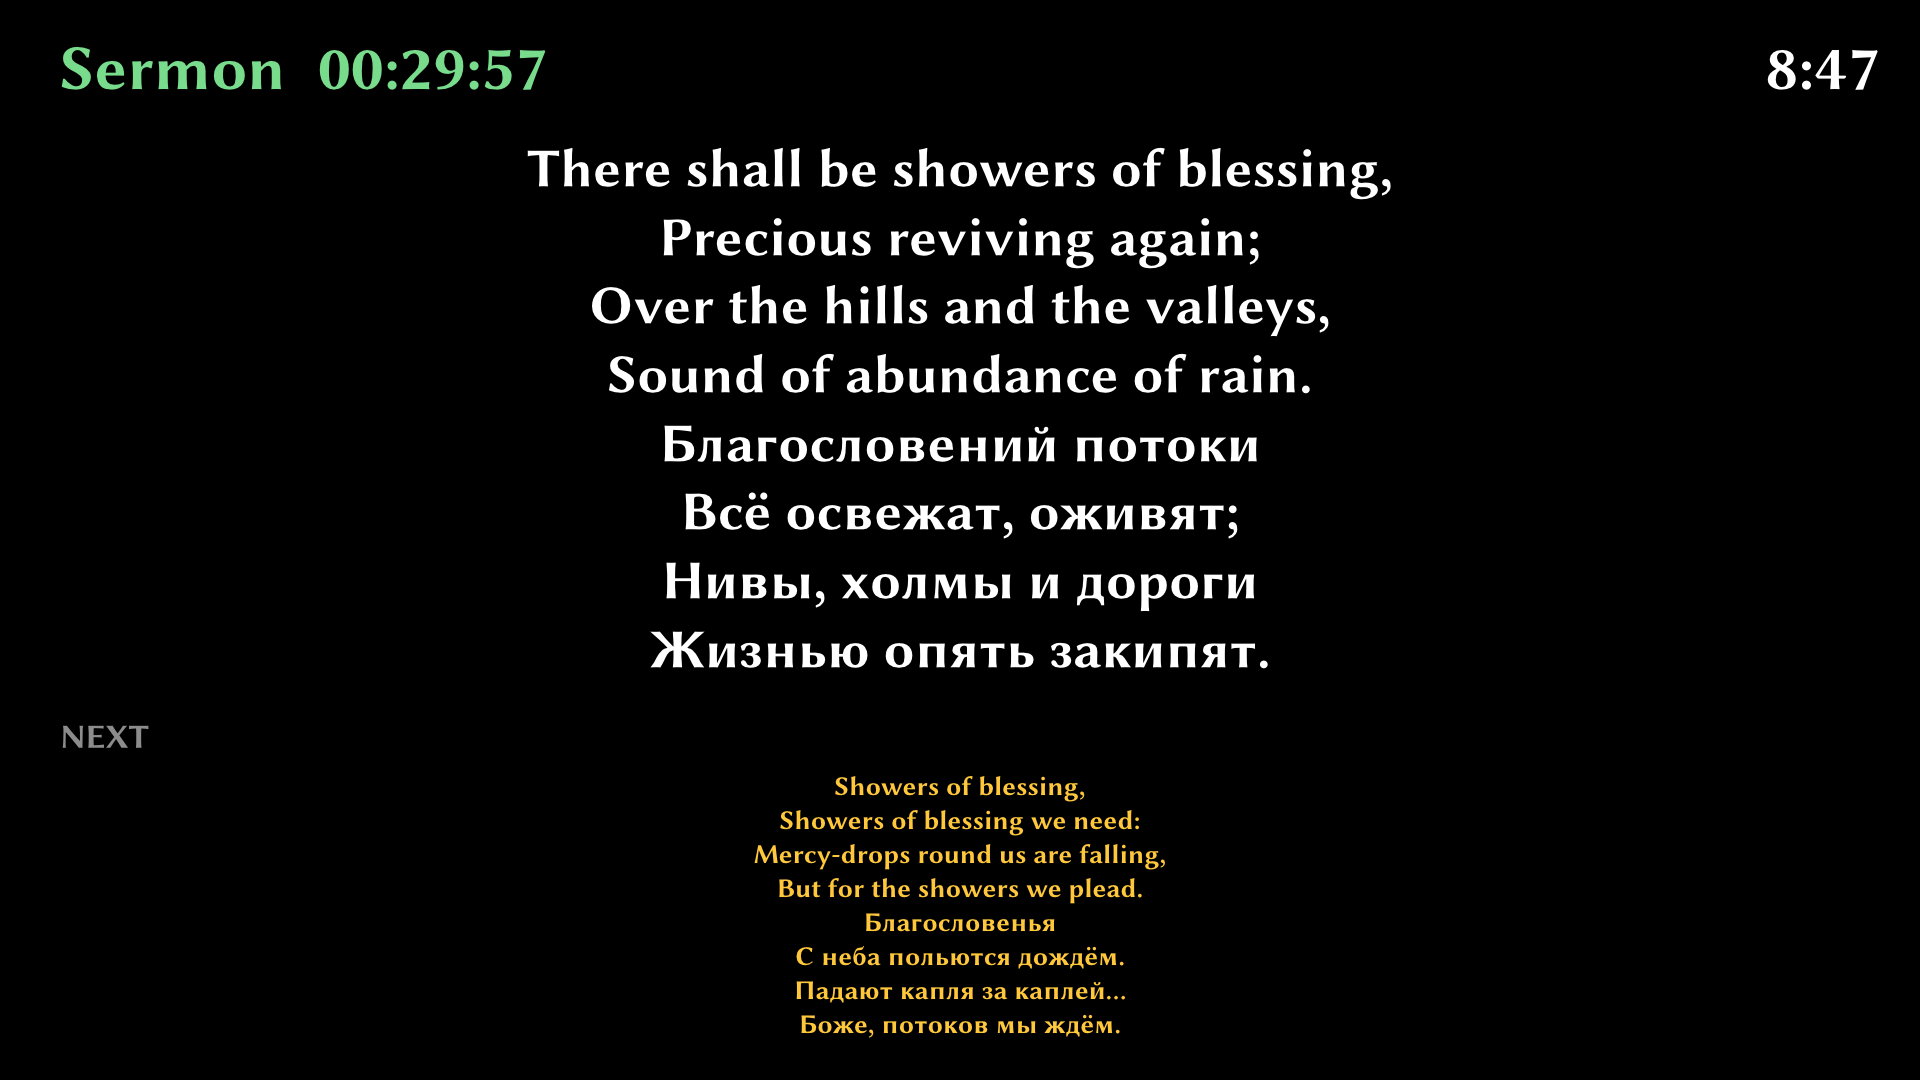 Sermon 00:29:57
8:47
There shall be showers of blessing,
Precious reviving again;
Over the hills and the valleys,
Sound of abundance of rain.
Благословений потоки
Всё освежат, оживят;
Нивы, холмы и дороги
Жизнью опять закипят.
NEXT
Showers of blessing,
Showers of blessing we need:
Mercy-drops round us are falling,
But for the showers we plead.
Благословенья
С неба польются дождём.
Падают капля за каплей...
Боже, потоков мы ждём.